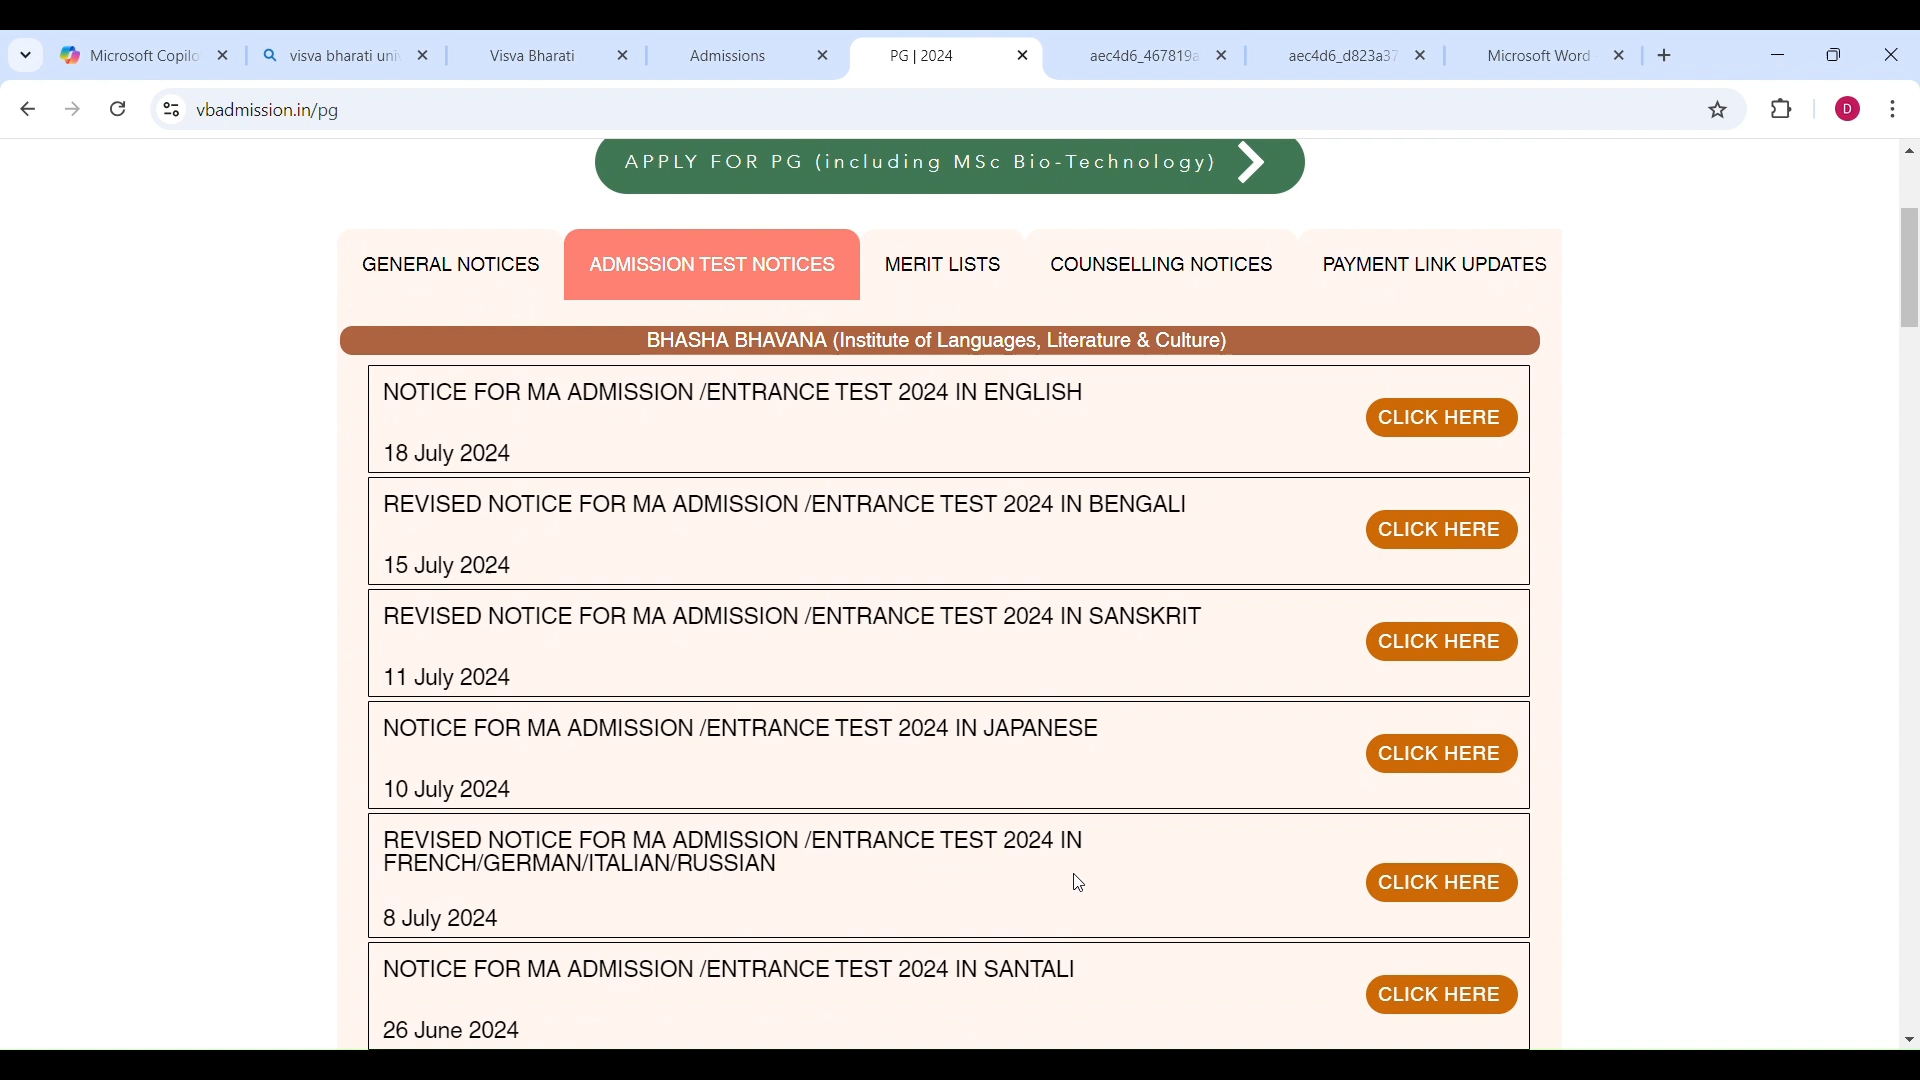 Microsoft Copilo
visva bharati univ
Visva Bharati
Admissions
PG | 2024
aec4d6_467819a
aec4d6_d823a37
Microsoft Word
vbadmission.in/pg
D
APPLY FOR PG (including MSc Bio-Technology)
GENERAL NOTICES
ADMISSION TEST NOTICES
MERIT LISTS
COUNSELLING NOTICES
PAYMENT LINK UPDATES
BHASHA BHAVANA (Institute of Languages, Literature & Culture)
NOTICE FOR MA ADMISSION /ENTRANCE TEST 2024 IN ENGLISH
CLICK HERE
18 July 2024
REVISED NOTICE FOR MA ADMISSION /ENTRANCE TEST 2024 IN BENGALI
CLICK HERE
15 July 2024
REVISED NOTICE FOR MA ADMISSION /ENTRANCE TEST 2024 IN SANSKRIT
CLICK HERE
11 July 2024
NOTICE FOR MA ADMISSION /ENTRANCE TEST 2024 IN JAPANESE
CLICK HERE
10 July 2024
REVISED NOTICE FOR MA ADMISSION /ENTRANCE TEST 2024 IN
FRENCH/GERMAN/ITALIAN/RUSSIAN
CLICK HERE
8 July 2024
NOTICE FOR MA ADMISSION /ENTRANCE TEST 2024 IN SANTALI
CLICK HERE
26 June 2024